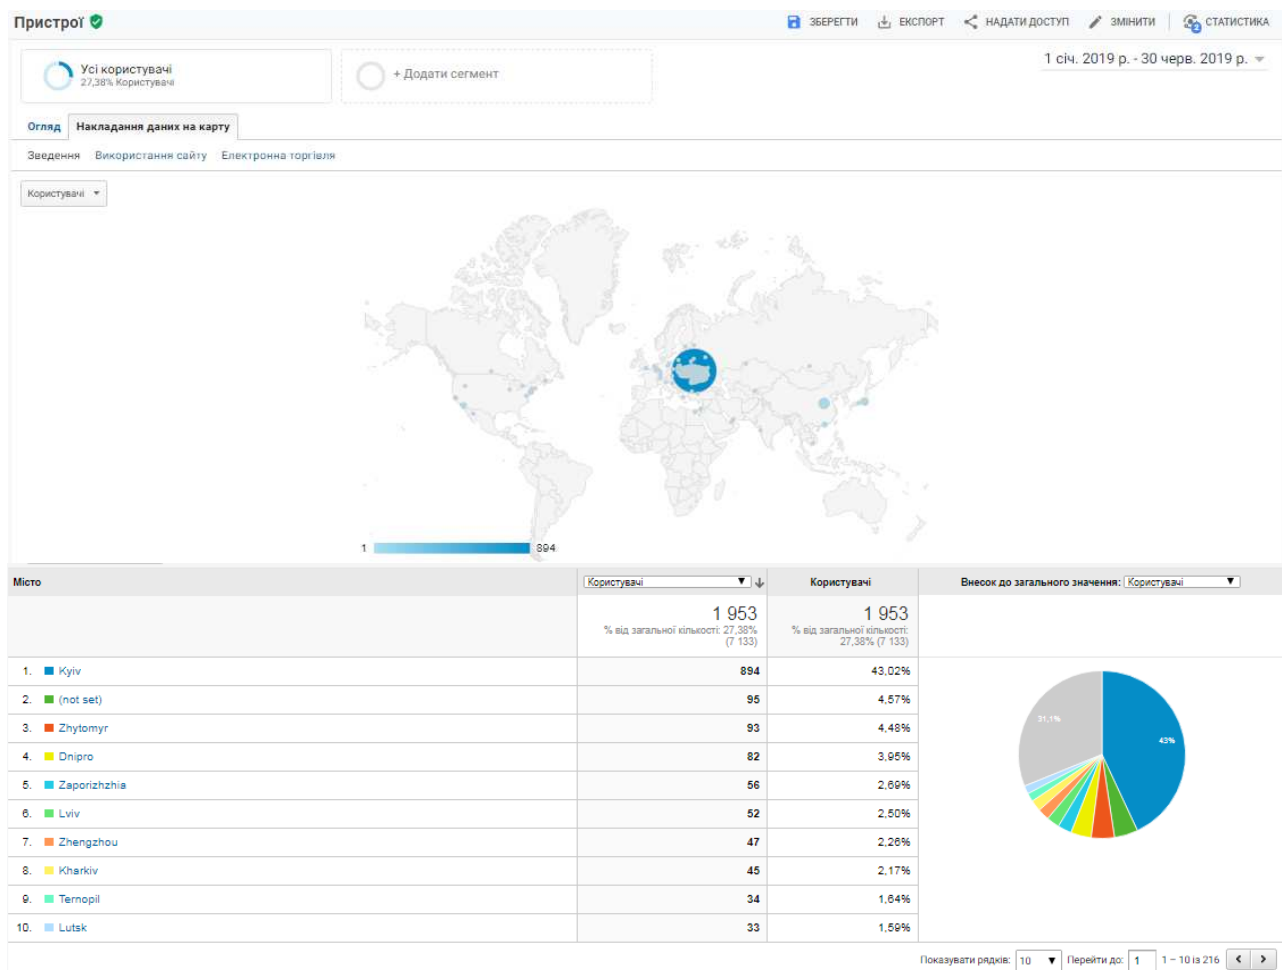 Пристрої
ЗБЕРЕГТИ ЕКСПОРТ НАДАТИ ДОСТУП ЗМІНИТИ 2 СТАТИСТИКА
Усі користувачі
27,38% Користувачі
+ Додати сегмент
1 січ. 2019 р. - 30 черв. 2019 р.
Огляд Накладання даних на карту
Зведення Використання сайту Електронна торгівля
Користувачі
1 894
Місто Користувачі Користувачі Внесок до загального значення: Користувачі
1 953 1 953
% від загальної кількості: 27,38% % від загальної кількості:
(7 133) 27,38% (7 133)
1. Kyiv 894 43,02%
2. (not set) 95 4,57%
3. Zhytomyr 93 4,48%
4. Dnipro 82 3,95%
5. Zaporizhzhia 56 2,69%
6. Lviv 52 2,50%
7. Zhengzhou 47 2,26%
8. Kharkiv 45 2,17%
9. Ternopil 34 1,64%
10. Lutsk 33 1,59%
31,1%
43%
Показувати рядків: 10 Перейти до: 1 1 – 10 із 216